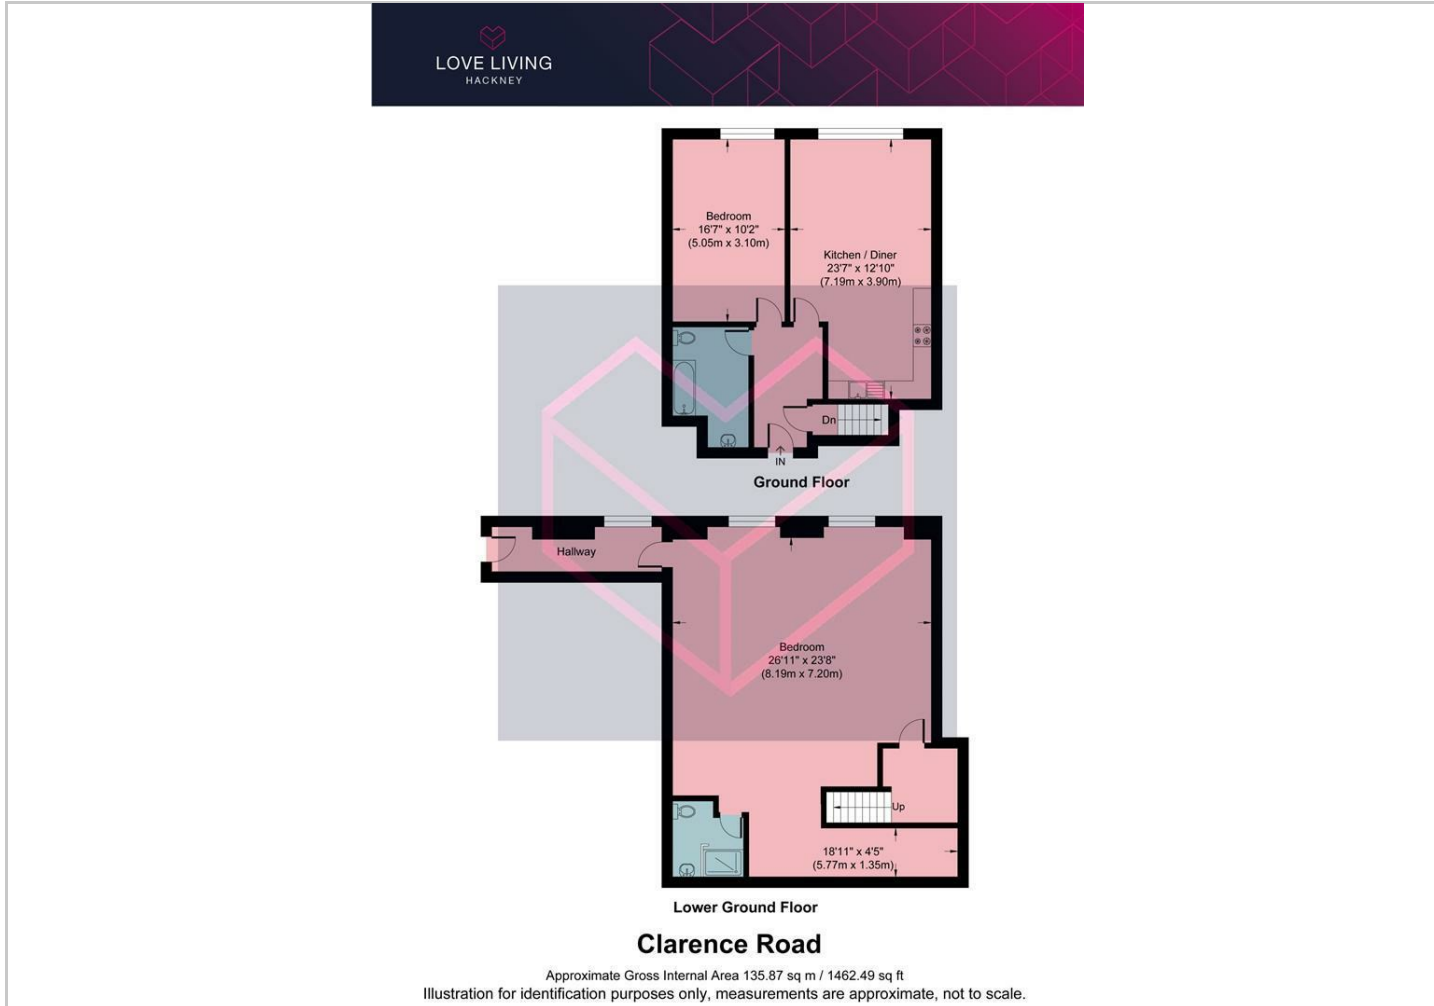 LOVE LIVING
HACKNEY
Bedroom
16'7" x 10'2"
(5.05m x 3.10m)
Kitchen / Diner
23'7" x 12'10"
(7.19m x 3.90m)
Dn
IN
Ground Floor
Hallway
Bedroom
26'11" x 23'8"
(8.19m x 7.20m)
Up
18'11" x 4'5"
(5.77m x 1.35m)
Lower Ground Floor
Clarence Road
Approximate Gross Internal Area 135.87 sq m / 1462.49 sq ft
Illustration for identification purposes only, measurements are approximate, not to scale.